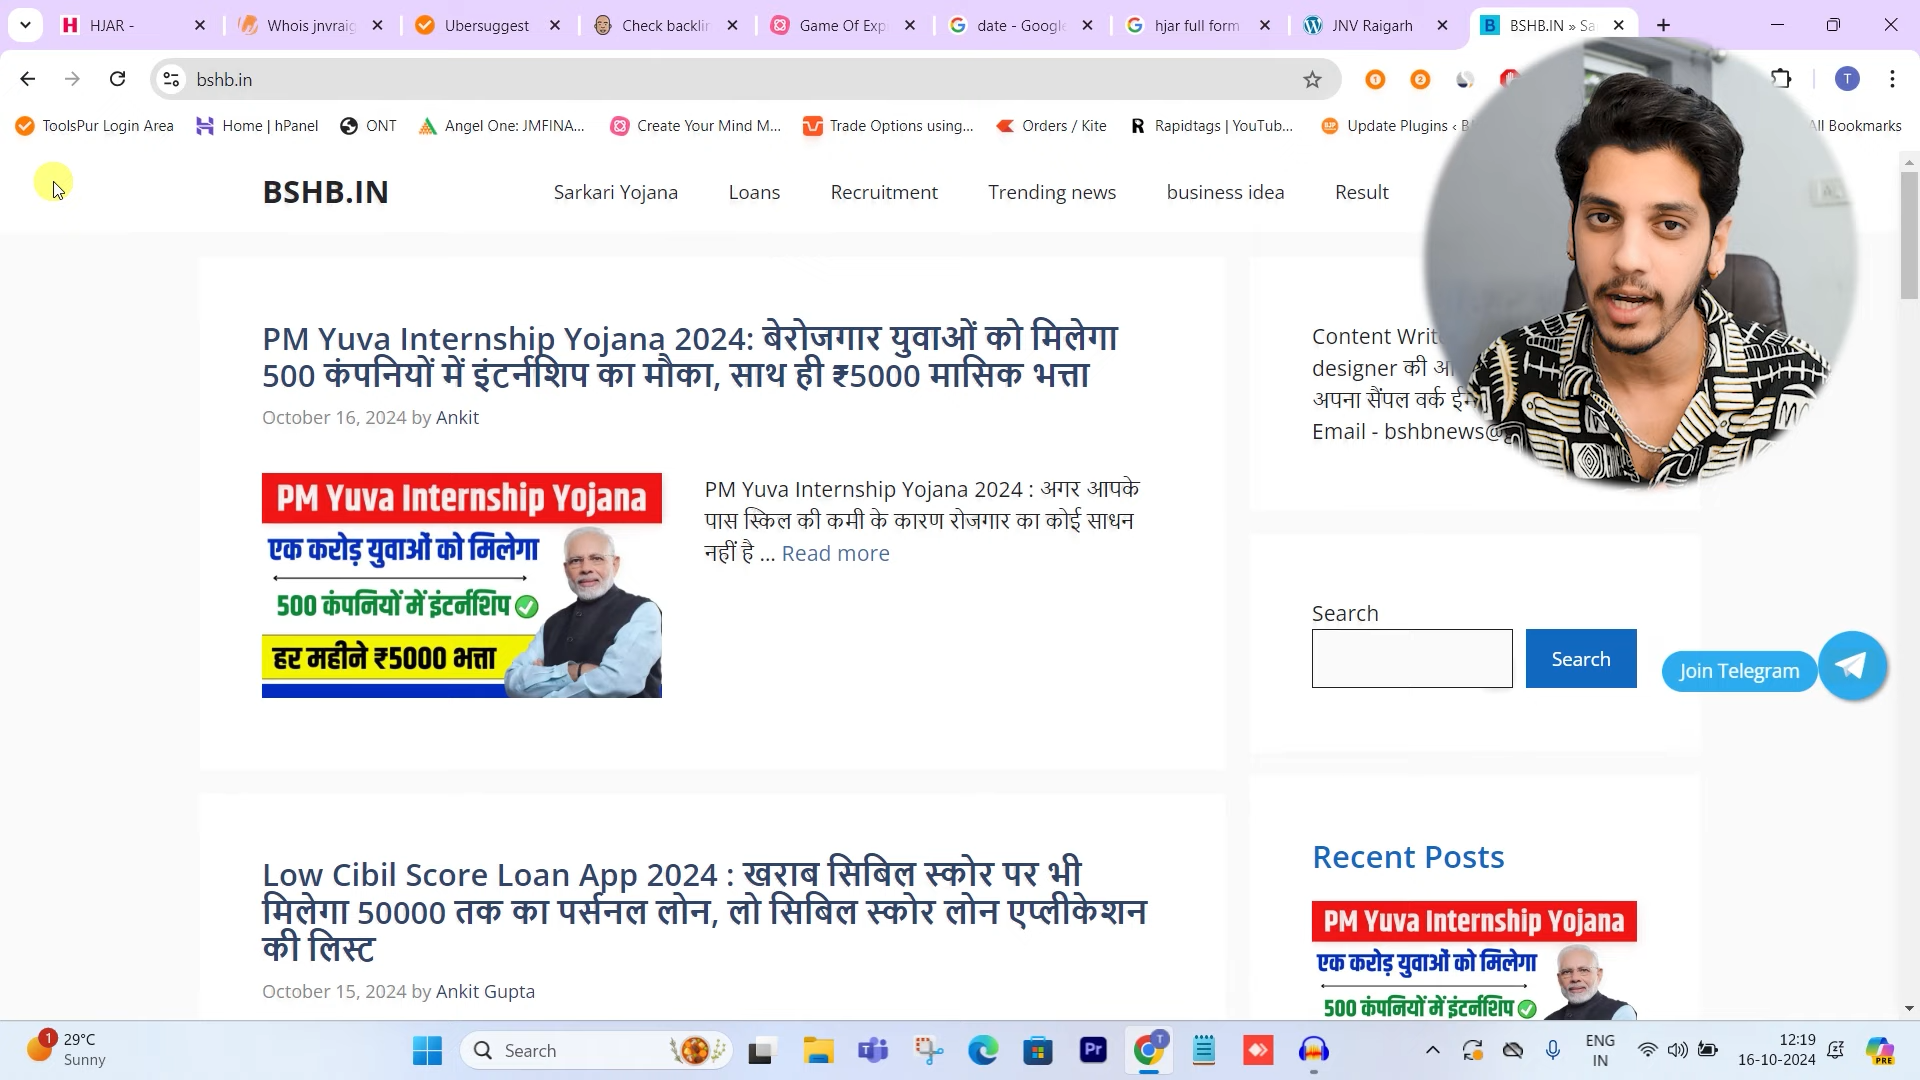 HJAR -
Whois jnvraig
Ubersuggest
Check backlin
Game Of Exp
date - Google
hjar full form
JNV Raigarh
BSHB.IN » Sa
bshb.in
T
ToolsPur Login Area
Home | hPanel
ONT
Angel One: JMFINA...
Create Your Mind M...
Trade Options using...
Orders / Kite
Rapidtags | YouTub...
Update Plugins ‹ B
All Bookmarks
BSHB.IN
Sarkari Yojana
Loans
Recruitment
Trending news
business idea
Result
PM Yuva Internship Yojana 2024: बेरोजगार युवाओं को मिलेगा
500 कंपनियों में इंटर्नशिप का मौका, साथ ही ₹5000 मासिक भत्ता
October 16, 2024 by Ankit
PM Yuva Internship Yojana
एक करोड़ युवाओं को मिलेगा
500 कंपनियों में इंटर्नशिप
हर महीने ₹5000 भत्ता
PM Yuva Internship Yojana 2024 : अगर आपके
पास स्किल की कमी के कारण रोजगार का कोई साधन
नहीं है ... Read more
Low Cibil Score Loan App 2024 : खराब सिबिल स्कोर पर भी
मिलेगा 50000 तक का पर्सनल लोन, लो सिबिल स्कोर लोन एप्लीकेशन
की लिस्ट
October 15, 2024 by Ankit Gupta
Content Write
designer की
अपना सैंपल वर्क
Email - bshbnews@
Search
Search
Join Telegram
Recent Posts
PM Yuva Internship Yojana
एक करोड़ युवाओं को मिलेगा
500 कंपनियों में इंटर्नशिप
1
29°C
Sunny
Search
Pr
T
ENG
IN
12:19
16-10-2024
PRE